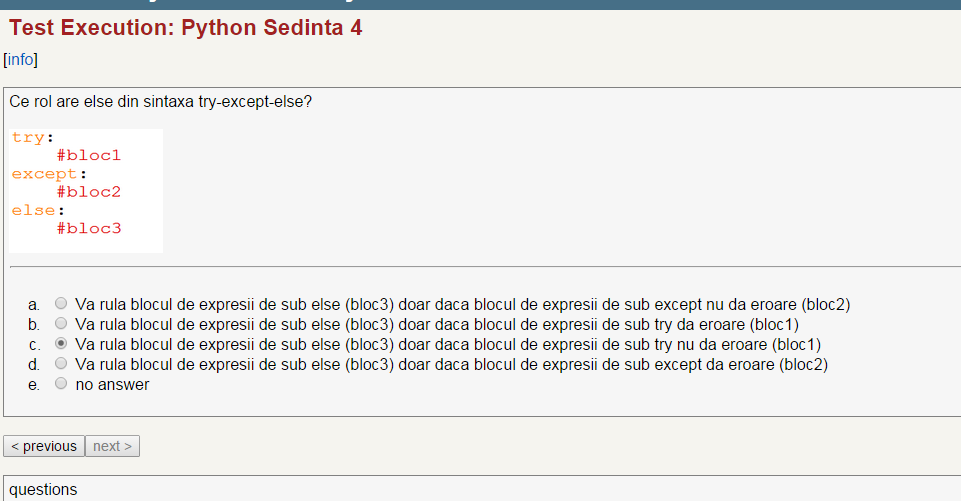 Test Execution: Python Sedinta 4
[info]
Ce rol are else din sintaxa try-except-else?
try:
#bloc1
except:
#bloc2
else:
#bloc3
a. Va rula blocul de expresii de sub else (bloc3) doar daca blocul de expresii de sub except nu da eroare (bloc2)
b. Va rula blocul de expresii de sub else (bloc3) doar daca blocul de expresii de sub try da eroare (bloc1)
c. Va rula blocul de expresii de sub else (bloc3) doar daca blocul de expresii de sub try nu da eroare (bloc1)
d. Va rula blocul de expresii de sub else (bloc3) doar daca blocul de expresii de sub except da eroare (bloc2)
e. no answer
< previous next >
questions